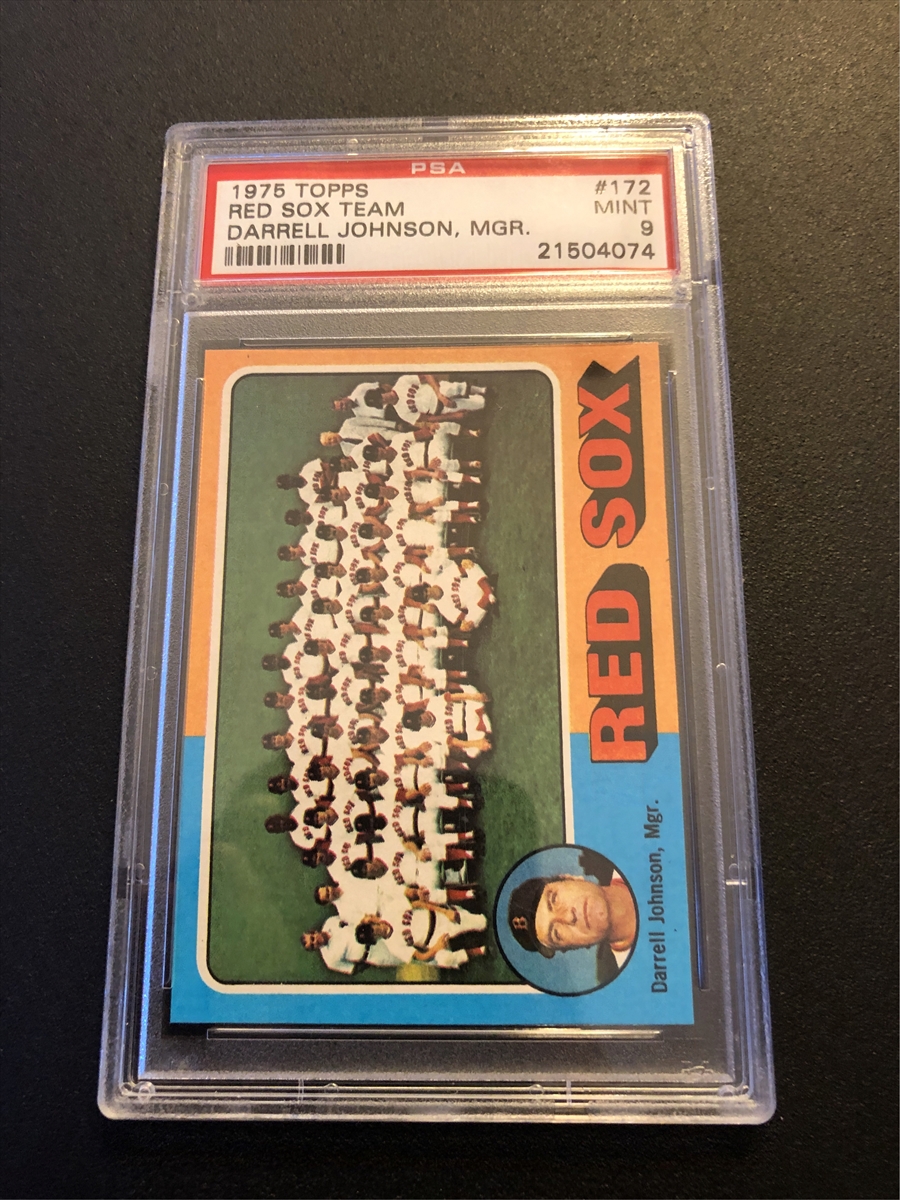 PSA
1975 TOPPS #172
RED SOX TEAM MINT
DARRELL JOHNSON, MGR. 9
21504074
RED SOX
Darrell Johnson, Mgr.
B